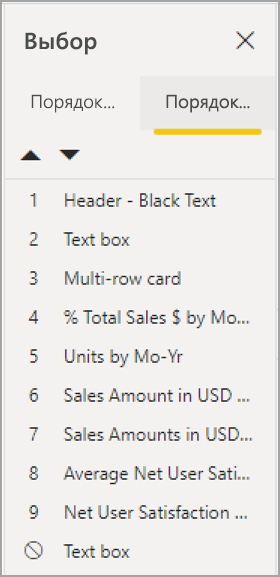 Выбор
Порядок... Порядок...
1 Header - Black Text
2 Text box
3 Multi-row card
4 % Total Sales $ by Mo...
5 Units by Mo-Yr
6 Sales Amount in USD ...
7 Sales Amounts in USD...
8 Average Net User Sati...
9 Net User Satisfaction ...
Text box